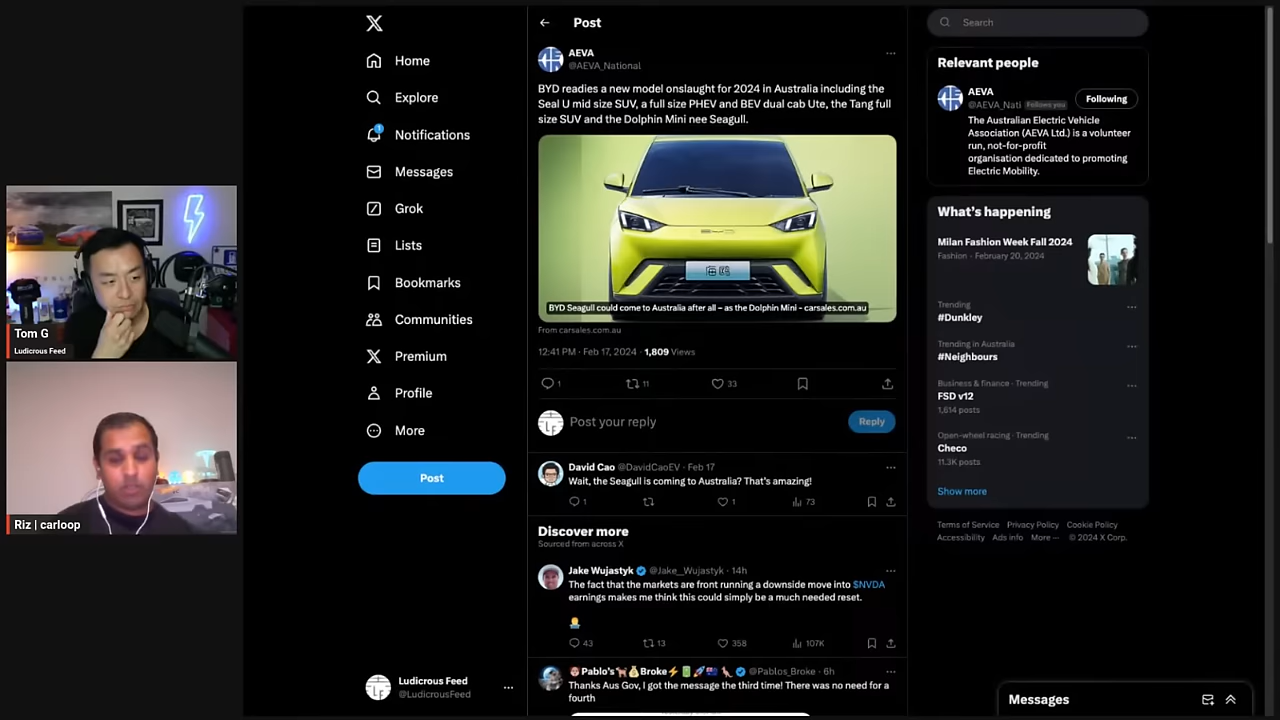 Tom G
Ludicrous Feed
Riz | carloop
Home
Explore
1
Notifications
Messages
Grok
Lists
Bookmarks
Communities
Premium
Profile
More
Post
Ludicrous Feed
@LudicrousFeed
Post
AEVA
@AEVA_National
BYD readies a new model onslaught for 2024 in Australia including the
Seal U mid size SUV, a full size PHEV and BEV dual cab Ute, the Tang full
size SUV and the Dolphin Mini nee Seagull.
BYD
BYD Seagull could come to Australia after all – as the Dolphin Mini - carsales.com.au
From carsales.com.au
12:41 PM · Feb 17, 2024 · 1,809 Views
1 11 33
LF
Post your reply
Reply
David Cao @DavidCaoEV · Feb 17
Wait, the Seagull is coming to Australia? That's amazing!
1 1 73
Discover more
Sourced from across X
Jake Wujastyk @Jake__Wujastyk · 14h
The fact that the markets are front running a downside move into $NVDA
earnings makes me think this could simply be a much needed reset.
43 13 358 107K
Pablo's Broke @Pablos_Broke · 6h
Thanks Aus Gov, I got the message the third time! There was no need for a
fourth
Search
Relevant people
AEVA
@AEVA_Nati Follows you
Following
The Australian Electric Vehicle
Association (AEVA Ltd.) is a volunteer
run, not-for-profit
organisation dedicated to promoting
Electric Mobility.
What's happening
Milan Fashion Week Fall 2024
Fashion · February 20, 2024
Trending
#Dunkley
Trending in Australia
#Neighbours
Business & finance · Trending
FSD v12
1,614 posts
Open-wheel racing · Trending
Checo
11.3K posts
Show more
Terms of Service Privacy Policy Cookie Policy
Accessibility Ads info More ··· © 2024 X Corp.
Messages